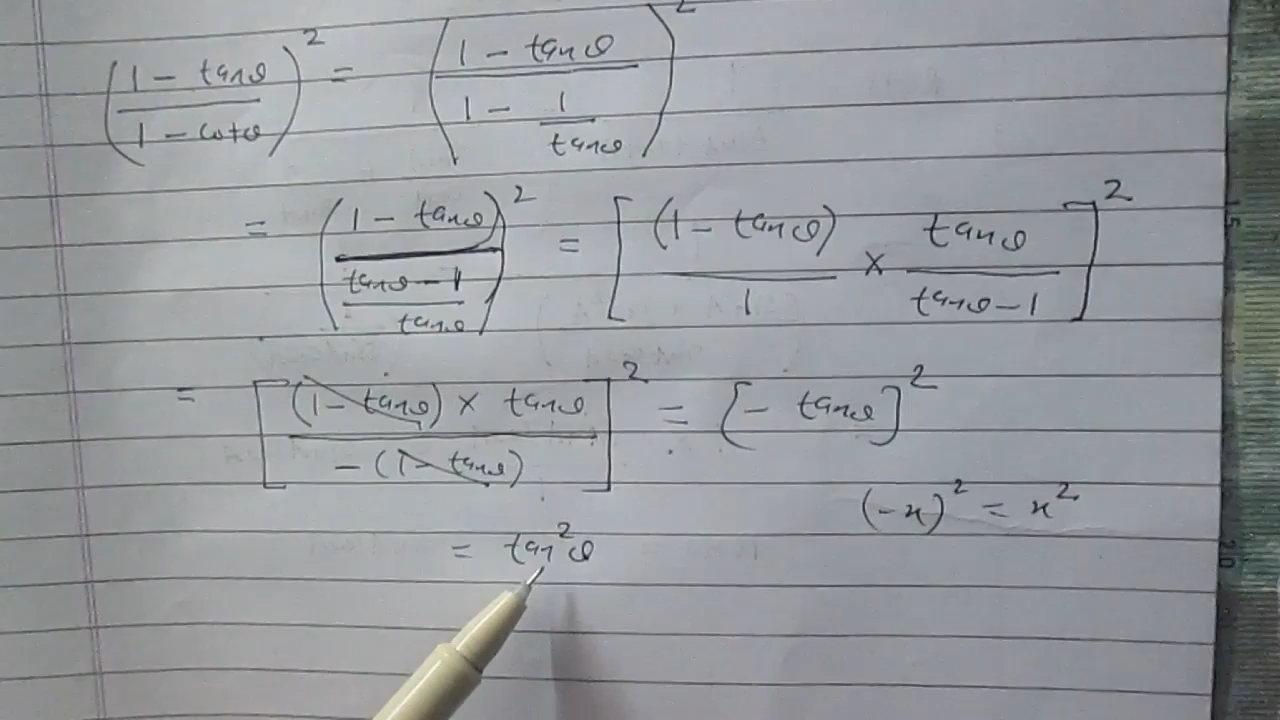 ((1 - tanθ)/(1 - cotθ))² = ((1 - tanθ)/(1 - 1/tanθ))²
= ((1 - tanθ)/((tanθ - 1)/tanθ))² = [(1 - tanθ)/1 × tanθ/(tanθ - 1)]²
= [((1 - tanθ) × tanθ)/(-(1 - tanθ))]² = [- tanθ]²
(-x)² = x²
= tan²θ